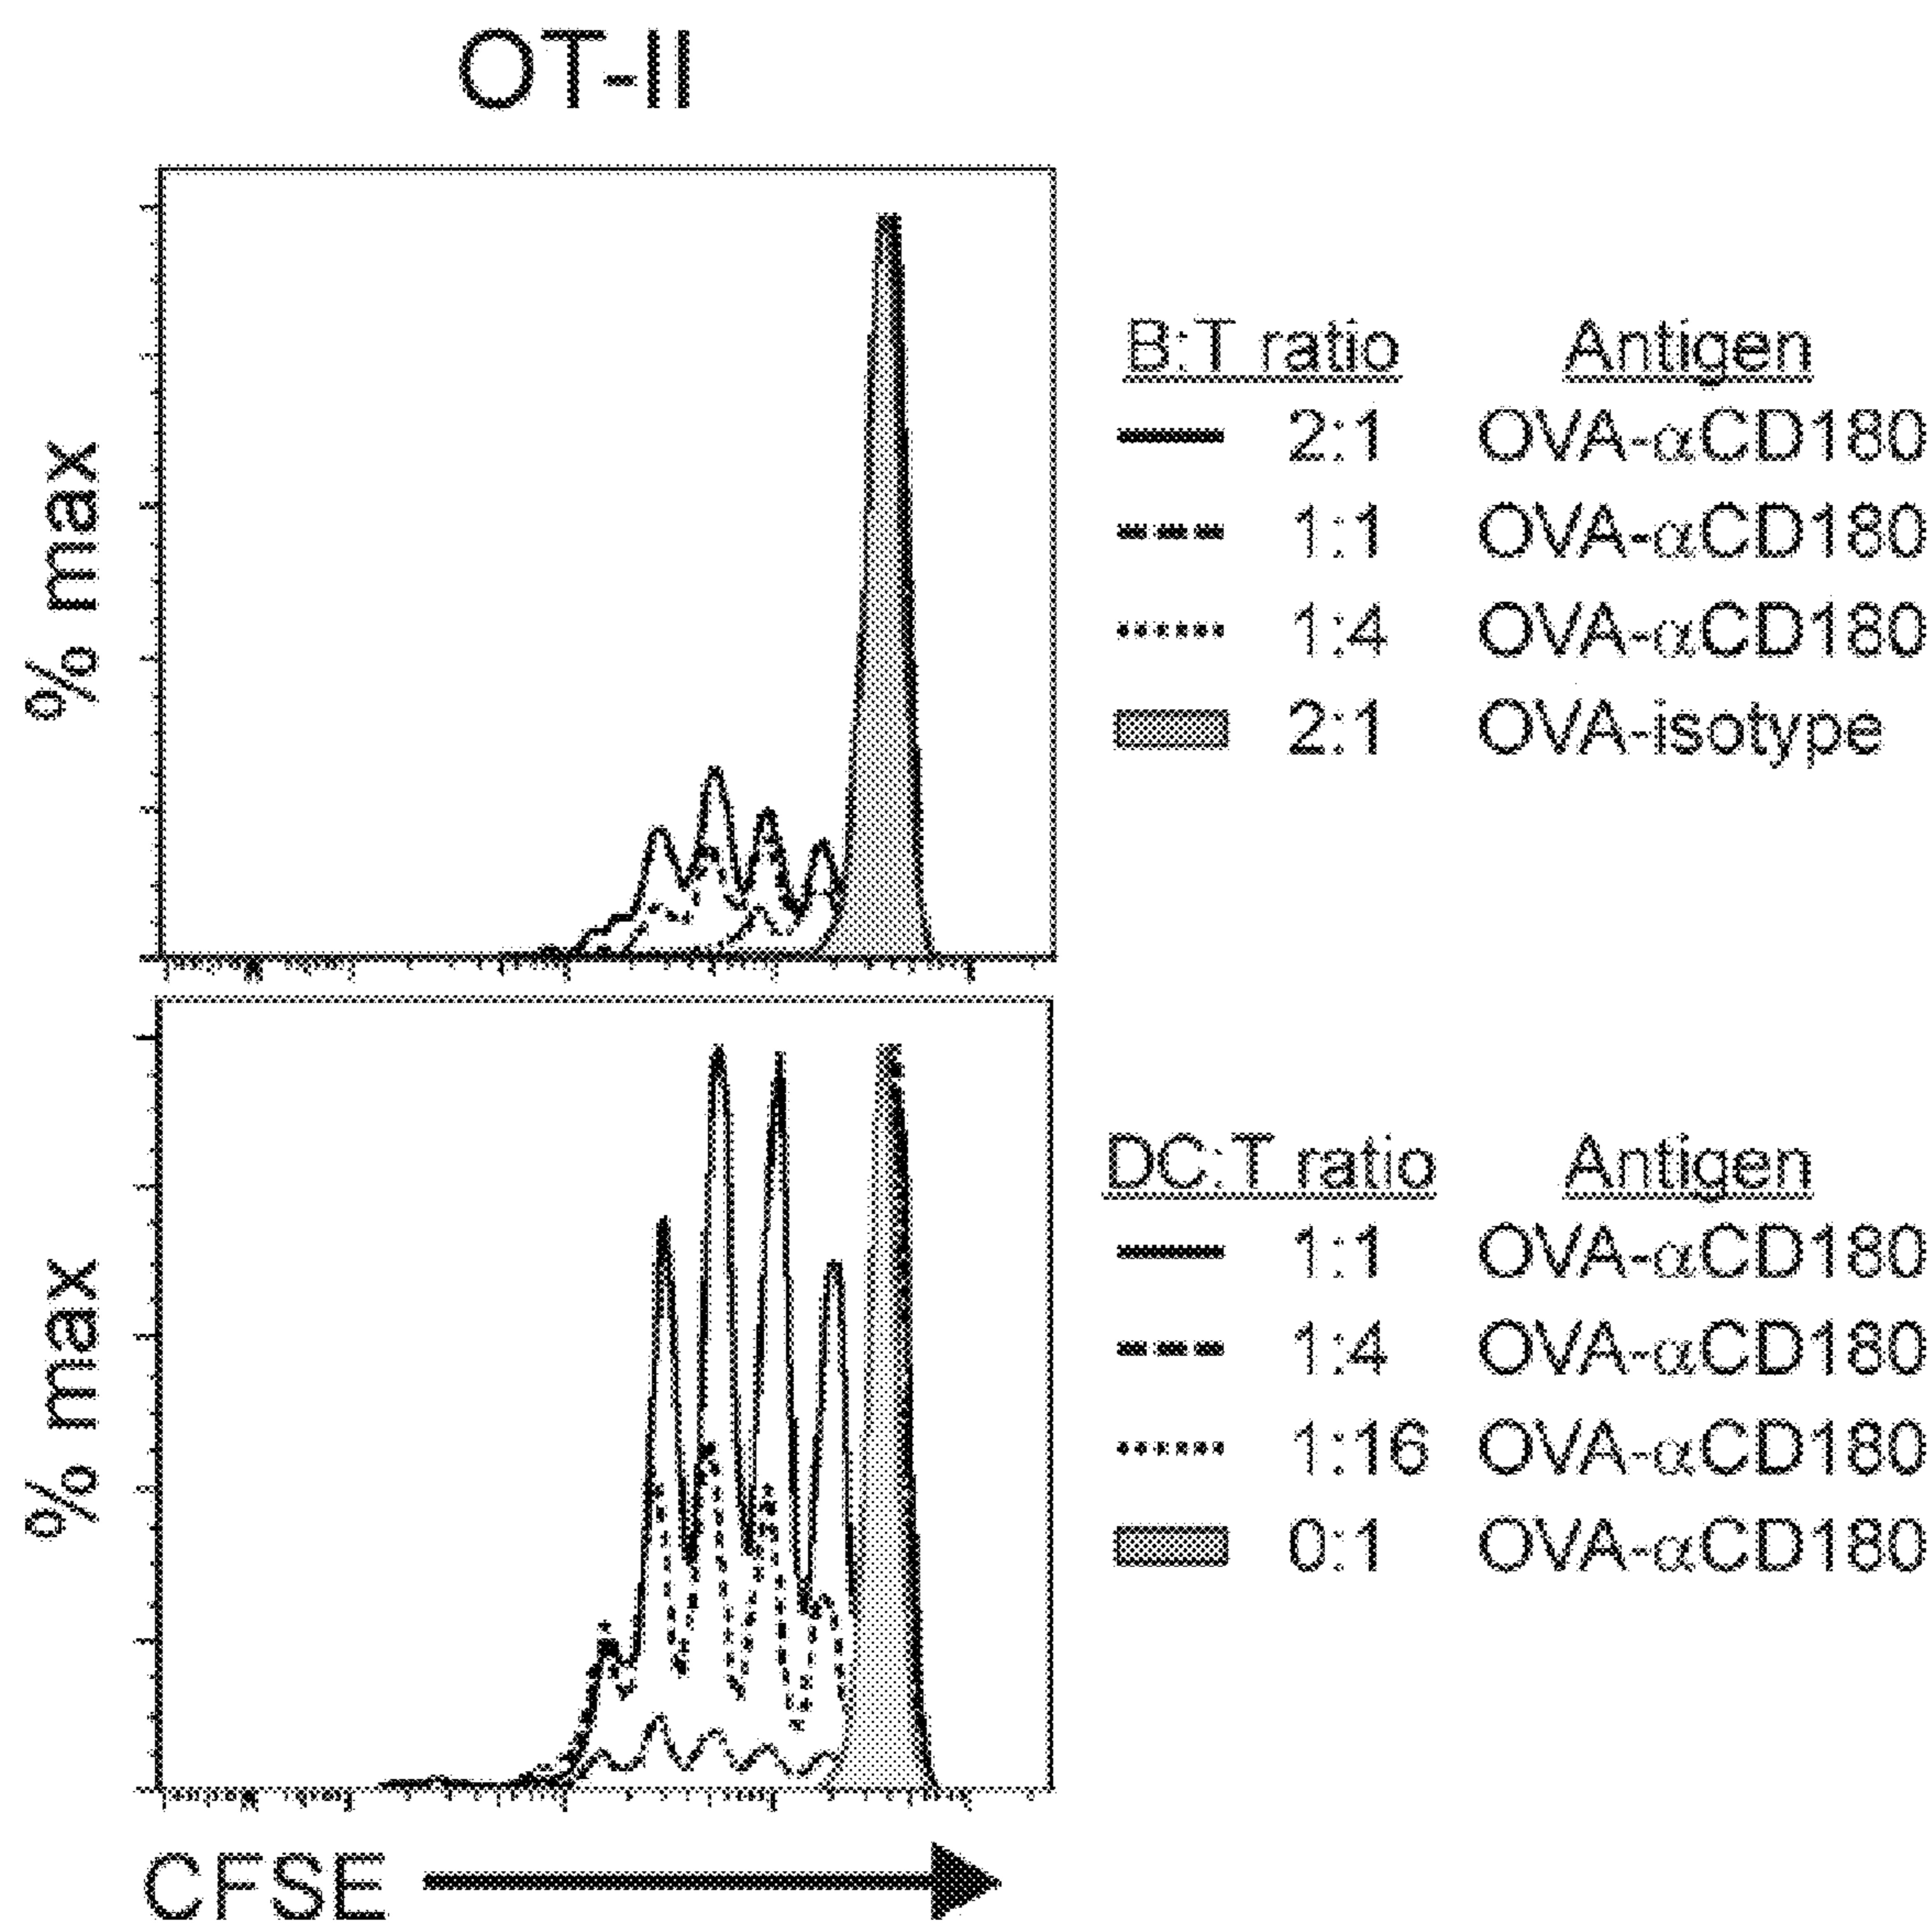 OT-II
% max
B:T ratio Antigen
2:1 OVA-αCD180
1:1 OVA-αCD180
1:4 OVA-αCD180
2:1 OVA-isotype
% max
DC:T ratio Antigen
1:1 OVA-αCD180
1:4 OVA-αCD180
1:16 OVA-αCD180
0:1 OVA-αCD180
CFSE